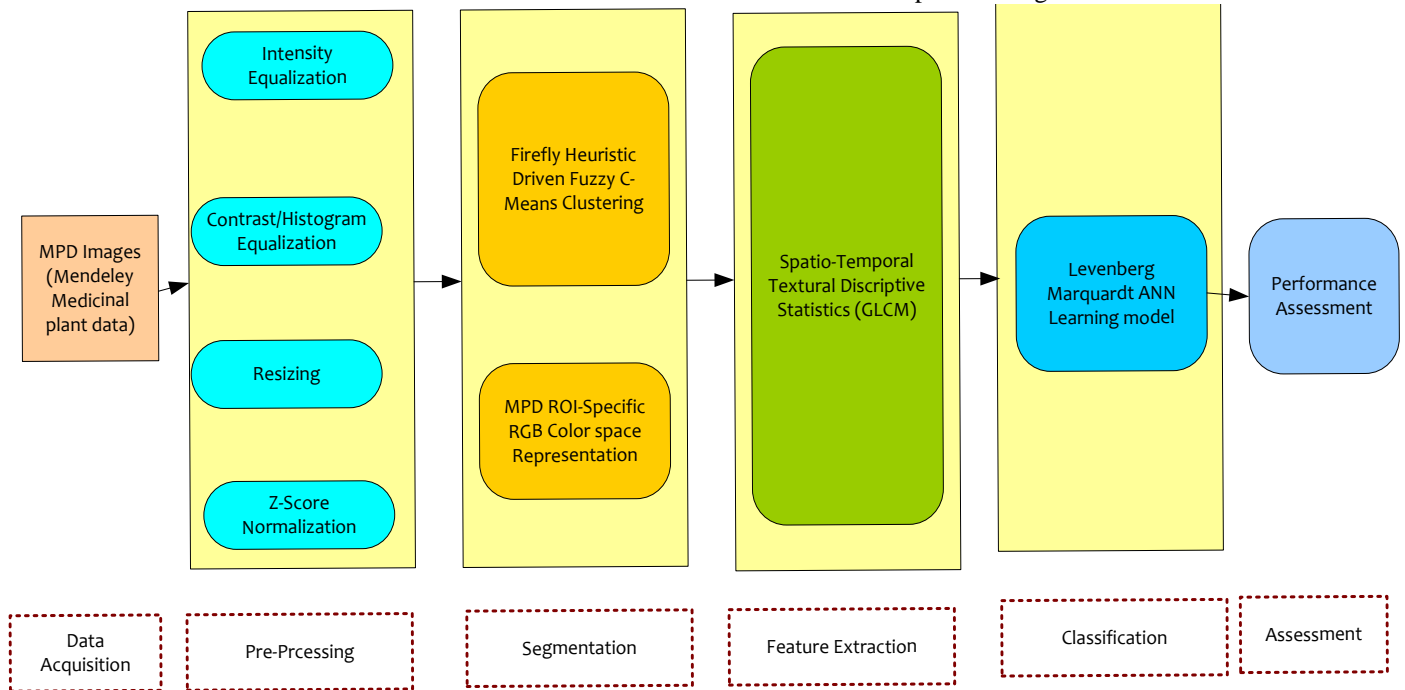 Intensity
Equalization
Contrast/Histogram
Equalization
Resizing
Z-Score
Normalization
MPD Images
(Mendeley
Medicinal
plant data)
Firefly Heuristic
Driven Fuzzy C-
Means Clustering
MPD ROI-Specific
RGB Color space
Representation
Spatio-Temporal
Textural Discriptive
Statistics (GLCM)
Levenberg
Marquardt ANN
Learning model
Performance
Assessment
Data
Acquisition
Pre-Prcessing
Segmentation
Feature Extraction
Classification
Assessment